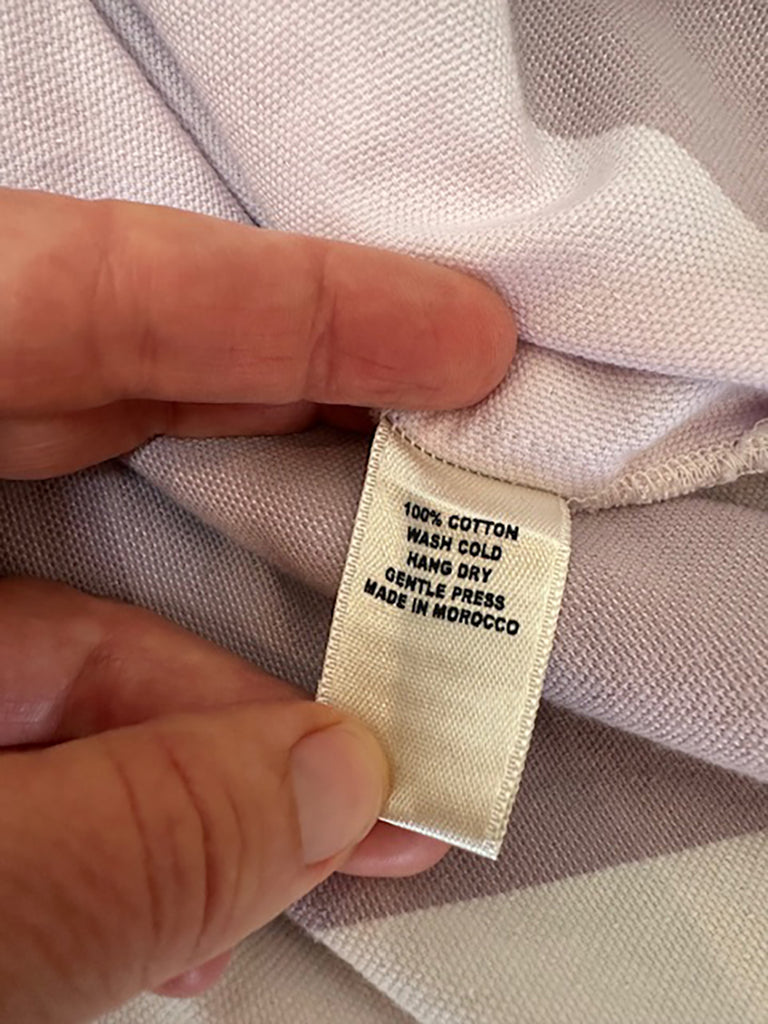 100% COTTON
WASH COLD
HANG DRY
GENTLE PRESS
MADE IN MOROCCO